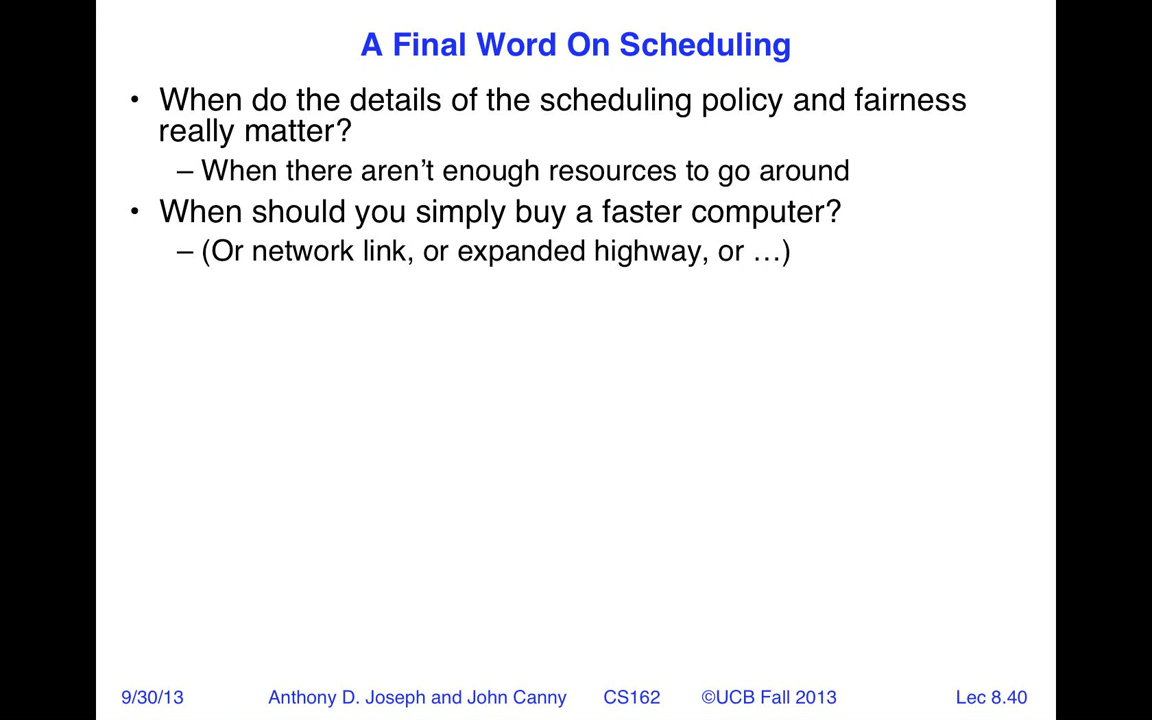 A Final Word On Scheduling
• When do the details of the scheduling policy and fairness
really matter?
– When there aren’t enough resources to go around
• When should you simply buy a faster computer?
– (Or network link, or expanded highway, or …)
9/30/13 Anthony D. Joseph and John Canny CS162 ©UCB Fall 2013 Lec 8.40